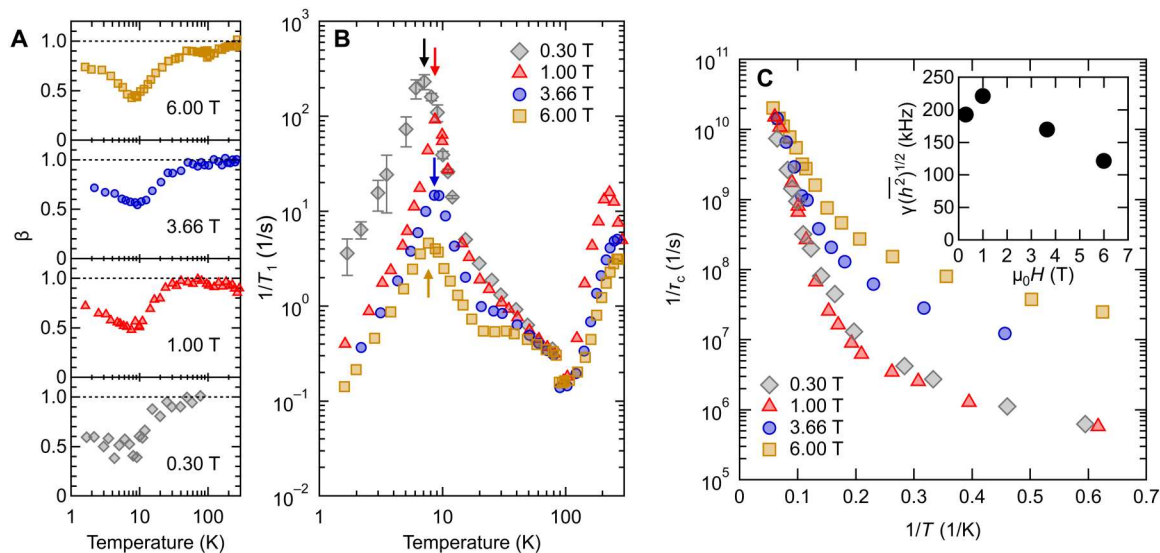 A
1.0
0.5
0
6.00 T
1.0
0.5
0
3.66 T
1.0
0.5
0
1.00 T
1.0
0.5
0
0.30 T
β
1
10
100
Temperature (K)
B
10³
10²
10¹
10⁰
10⁻¹
10⁻²
1/T₁ (1/s)
0.30 T
1.00 T
3.66 T
6.00 T
1
10
100
Temperature (K)
C
10¹¹
10¹⁰
10⁹
10⁸
10⁷
10⁶
10⁵
1/τc (1/s)
0.30 T
1.00 T
3.66 T
6.00 T
0
0.1
0.2
0.3
0.4
0.5
0.6
0.7
1/T (1/K)
250
200
150
100
50
0
γ(h²)^1/2 (kHz)
0 1 2 3 4 5 6 7
μ₀H (T)